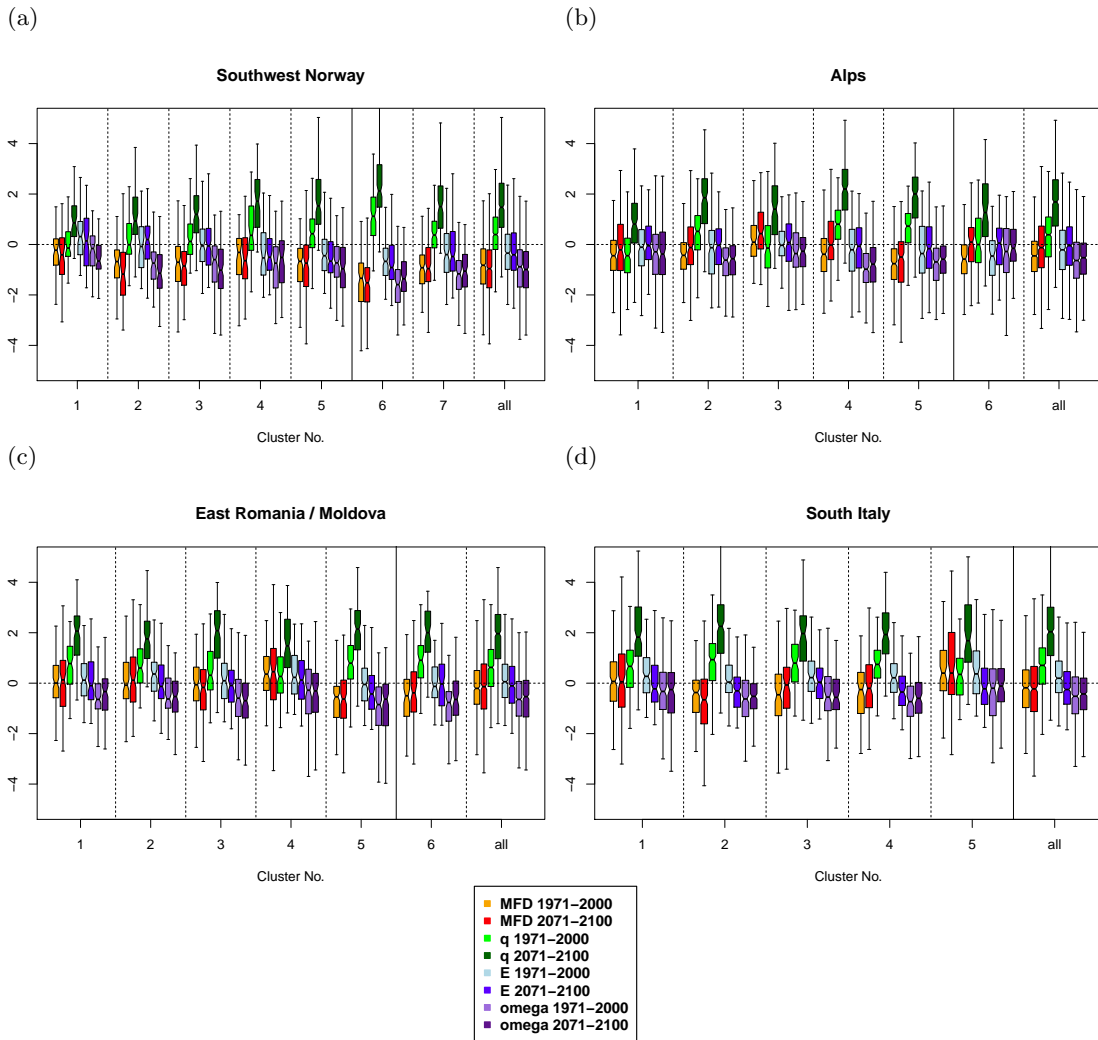 (a)
(b)
Southwest Norway
Alps
4
2
0
−2
−4
4
2
0
−2
−4
1 2 3 4 5 6 7 all
1 2 3 4 5 6 all
Cluster No.
Cluster No.
(c)
(d)
East Romania / Moldova
South Italy
4
2
0
−2
−4
4
2
0
−2
−4
1 2 3 4 5 6 all
1 2 3 4 5 all
Cluster No.
Cluster No.
MFD 1971−2000
MFD 2071−2100
q 1971−2000
q 2071−2100
E 1971−2000
E 2071−2100
omega 1971−2000
omega 2071−2100